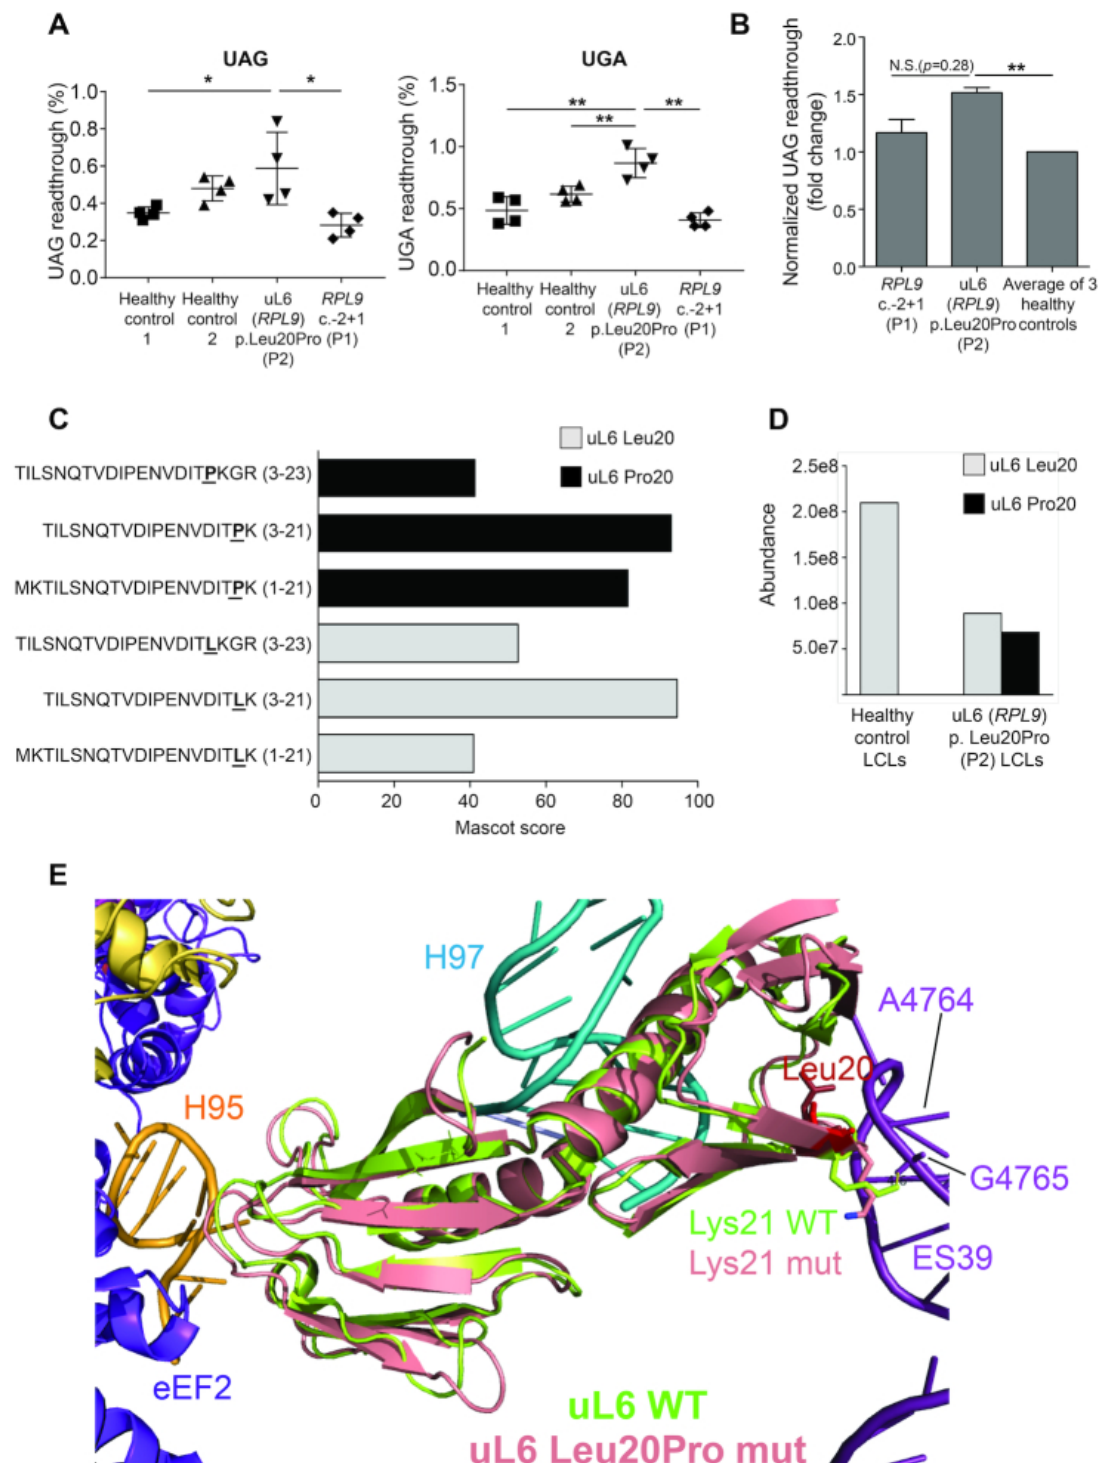 A
B
UAG
UGA
UAG readthrough (%)
1.0
0.8
0.6
0.4
0.2
0.0
*
*
Healthy control 1
Healthy control 2
uL6 (RPL9) p.Leu20Pro (P2)
RPL9 c.-2+1 (P1)
UGA readthrough (%)
1.5
1.0
0.5
0.0
**
**
**
Healthy control 1
Healthy control 2
uL6 (RPL9) p.Leu20Pro (P2)
RPL9 c.-2+1 (P1)
Normalized UAG readthrough
(fold change)
2.0
1.5
1.0
0.5
0.0
N.S.(p=0.28)
**
RPL9 c.-2+1 (P1)
uL6 (RPL9) p.Leu20Pro (P2)
Average of 3 healthy controls
C
uL6 Leu20
uL6 Pro20
TILSNQTVDIPENVDITPKGR (3-23)
TILSNQTVDIPENVDITPK (3-21)
MKTILSNQTVDIPENVDITPK (1-21)
TILSNQTVDIPENVDITLKGR (3-23)
TILSNQTVDIPENVDITLK (3-21)
MKTILSNQTVDIPENVDITLK (1-21)
0 20 40 60 80 100
Mascot score
D
uL6 Leu20
uL6 Pro20
Abundance
2.5e8
2.0e8
1.5e8
1.0e8
5.0e7
Healthy control LCLs
uL6 (RPL9) p. Leu20Pro (P2) LCLs
E
H97
A4764
Leu20
H95
G4765
Lys21 WT
Lys21 mut
ES39
eEF2
uL6 WT
uL6 Leu20Pro mut